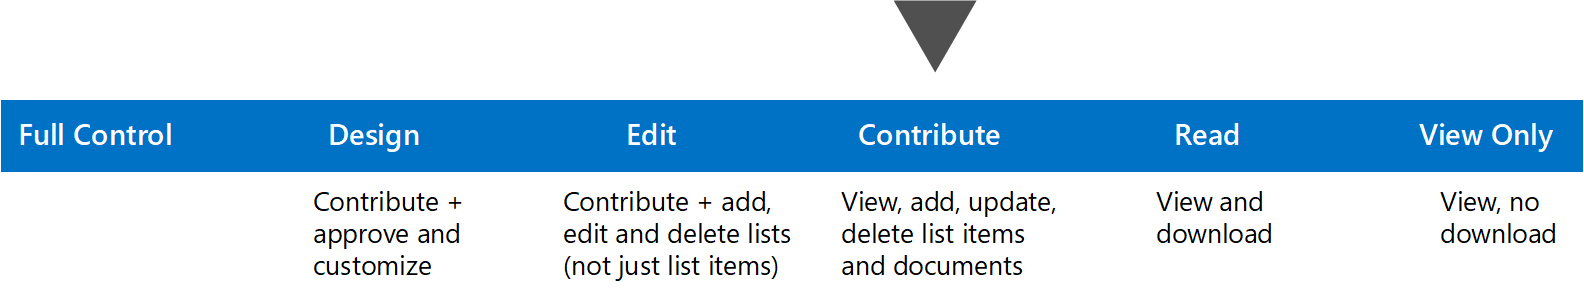 Full Control Design Edit Contribute Read View Only
Contribute +
approve and
customize
Contribute + add,
edit and delete lists
(not just list items)
View, add, update,
delete list items
and documents
View and
download
View, no
download